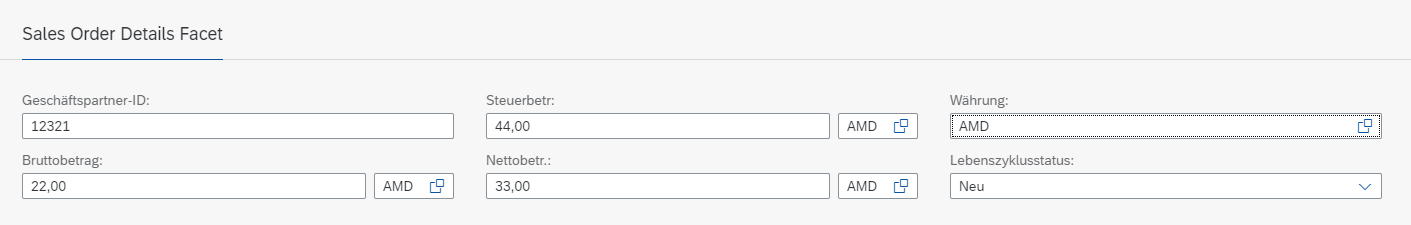 Sales Order Details Facet
Geschäftspartner-ID: Steuerbetr: Währung:
12321 44,00 AMD AMD
Bruttobetrag: Nettobetr.: Lebenszyklusstatus:
22,00 AMD 33,00 AMD Neu